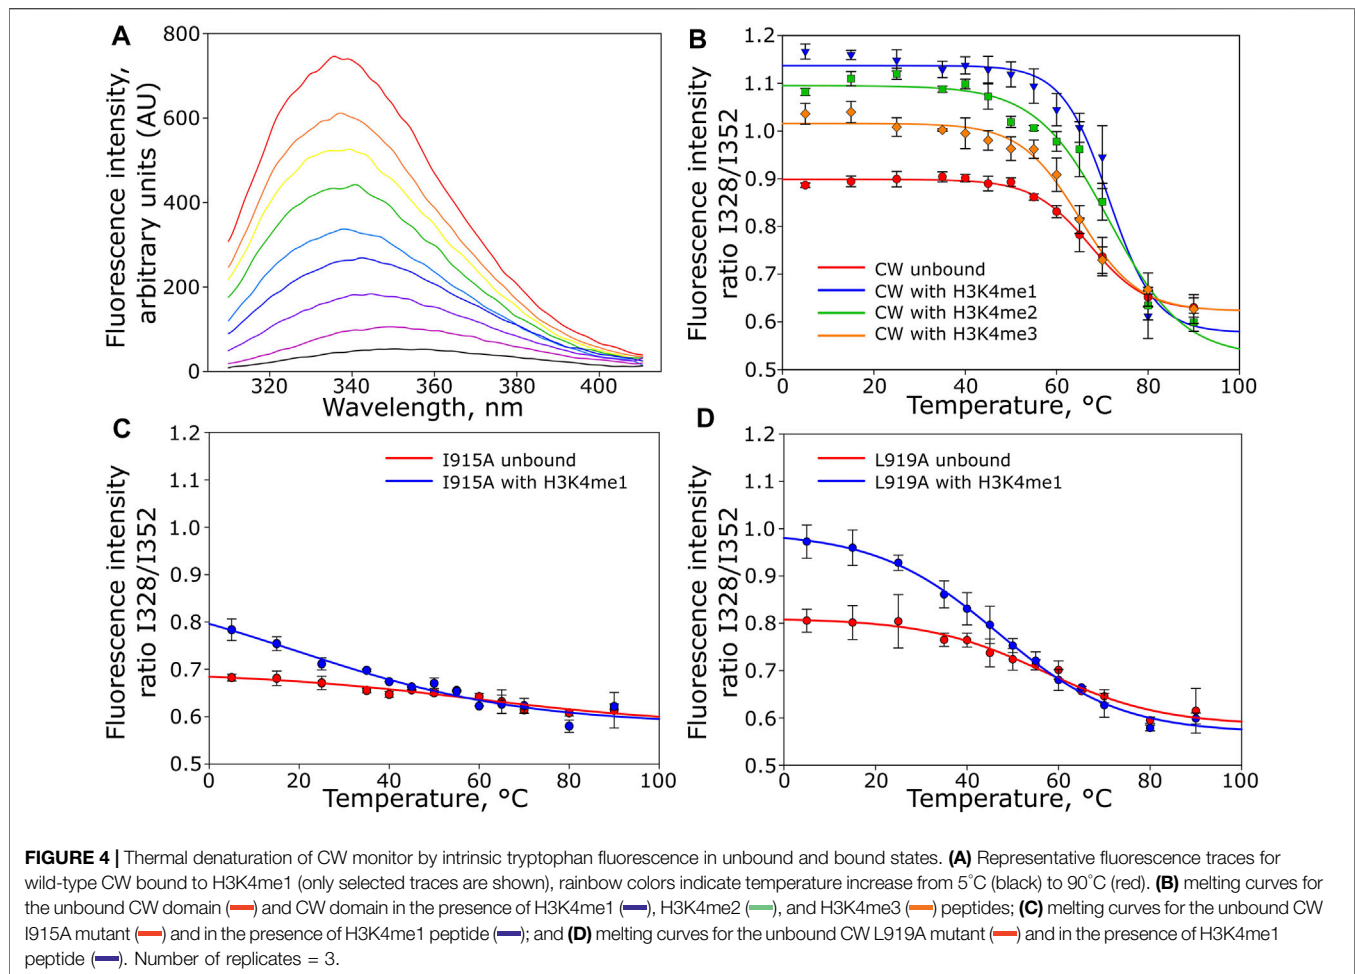 A
Fluorescence intensity,
arbitrary units (AU)
800
600
400
200
0
320
340
360
380
400
Wavelength, nm
B
Fluorescence intensity
ratio I328/I352
1.2
1.1
1.0
0.9
0.8
0.7
0.6
0.5
CW unbound
CW with H3K4me1
CW with H3K4me2
CW with H3K4me3
0
20
40
60
80
100
Temperature, °C
C
Fluorescence intensity
ratio I328/I352
1.2
1.1
1.0
0.9
0.8
0.7
0.6
0.5
I915A unbound
I915A with H3K4me1
0
20
40
60
80
100
Temperature, °C
D
Fluorescence intensity
ratio I328/I352
1.2
1.1
1.0
0.9
0.8
0.7
0.6
0.5
L919A unbound
L919A with H3K4me1
0
20
40
60
80
100
Temperature, °C
FIGURE 4 | Thermal denaturation of CW monitor by intrinsic tryptophan fluorescence in unbound and bound states. (A) Representative fluorescence traces for
wild-type CW bound to H3K4me1 (only selected traces are shown), rainbow colors indicate temperature increase from 5°C (black) to 90°C (red). (B) melting curves for
the unbound CW domain (▬) and CW domain in the presence of H3K4me1 (▬), H3K4me2 (▬), and H3K4me3 (▬) peptides; (C) melting curves for the unbound CW
I915A mutant (▬) and in the presence of H3K4me1 peptide (▬); and (D) melting curves for the unbound CW L919A mutant (▬) and in the presence of H3K4me1
peptide (▬). Number of replicates = 3.